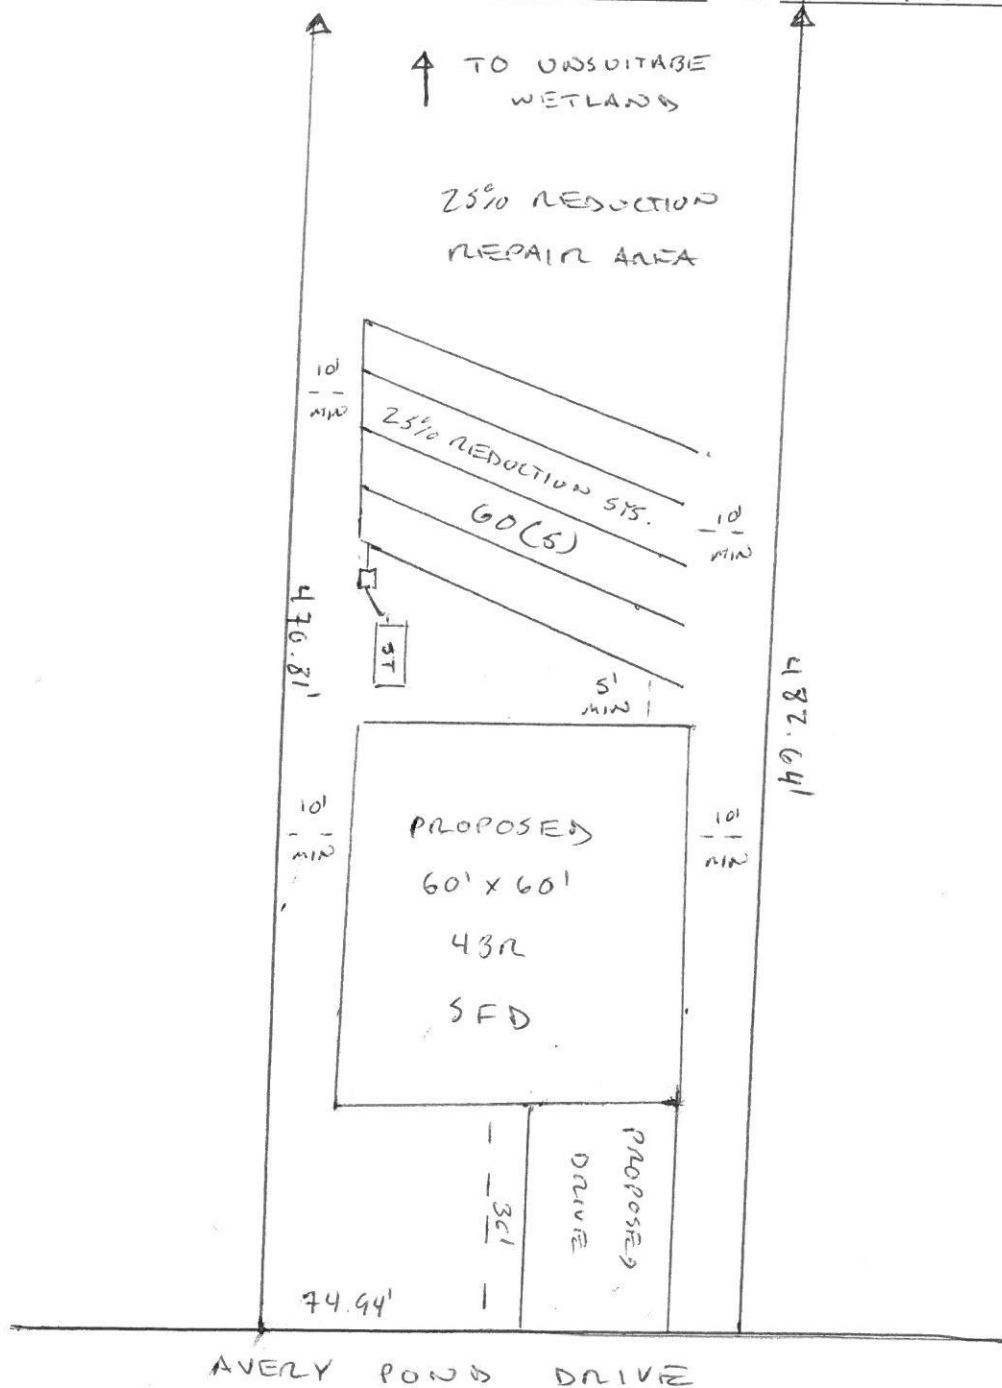 TO UNSUITABE
WETLAND
25% REDUCTION
REPAIR AREA
10'
MIN
25% REDUCTION SYS.
60(5)
10'
MIN
476.81'
ST
5'
MIN
482.64'
10'
MIN
PROPOSED
60' x 60'
4BR
SFD
10'
MIN
36'
PROPOSED
DRIVE
74.94'
AVERY POND DRIVE